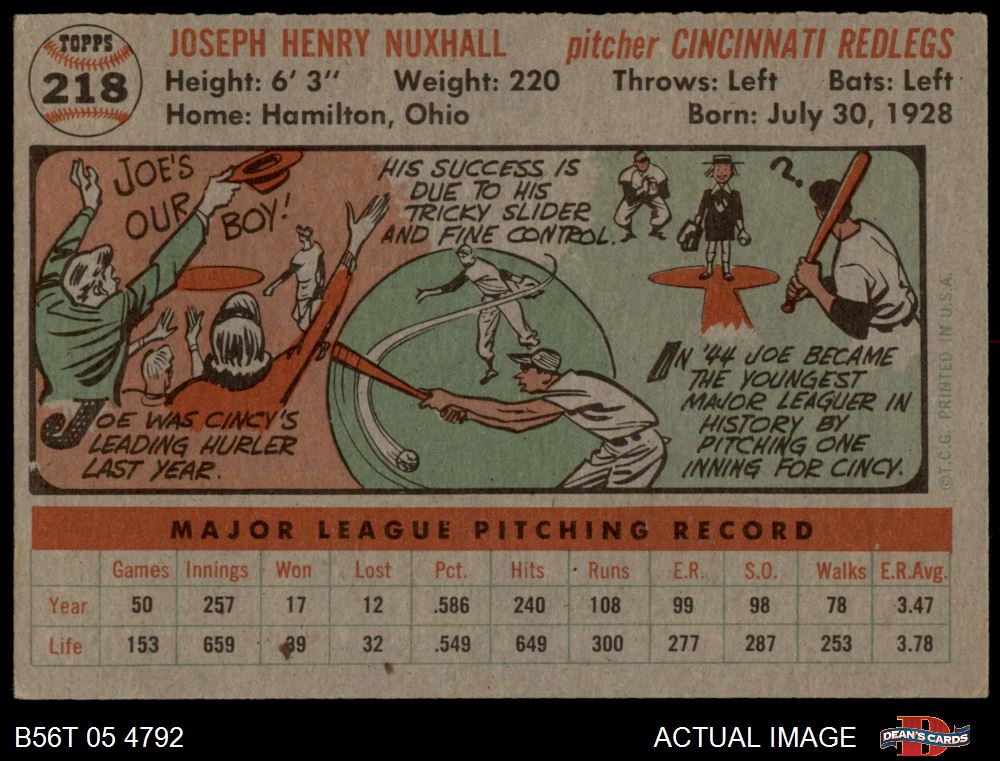 TOPPS
218
JOSEPH HENRY NUXHALL pitcher CINCINNATI REDLEGS
Height: 6' 3" Weight: 220 Throws: Left Bats: Left
Home: Hamilton, Ohio Born: July 30, 1928
JOE'S
OUR
BOY!
JOE WAS CINCY'S
LEADING HURLER
LAST YEAR.
HIS SUCCESS IS
DUE TO HIS
TRICKY SLIDER
AND FINE CONTROL.
?
IN '44 JOE BECAME
THE YOUNGEST
MAJOR LEAGUER IN
HISTORY BY
PITCHING ONE
INNING FOR CINCY.
©T.C.G. PRINTED IN U.S.A.
MAJOR LEAGUE PITCHING RECORD
Games Innings Won Lost Pct. Hits Runs E.R. S.O. Walks E.R.Avg.
Year 50 257 17 12 .586 240 108 99 98 78 3.47
Life 153 659 39 32 .549 649 300 277 287 253 3.78
B56T 05 4792 ACTUAL IMAGE DEAN'S CARDS